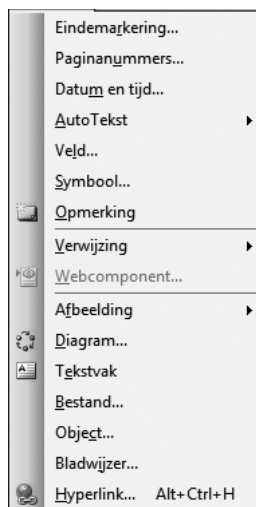 Eindemarkering...
Paginanummers...
Datum en tijd...
AutoTekst
Veld...
Symbool...
Opmerking
Verwijzing
Webcomponent...
Afbeelding
Diagram...
Tekstvak
Bestand...
Object...
Bladwijzer...
Hyperlink... Alt+Ctrl+H